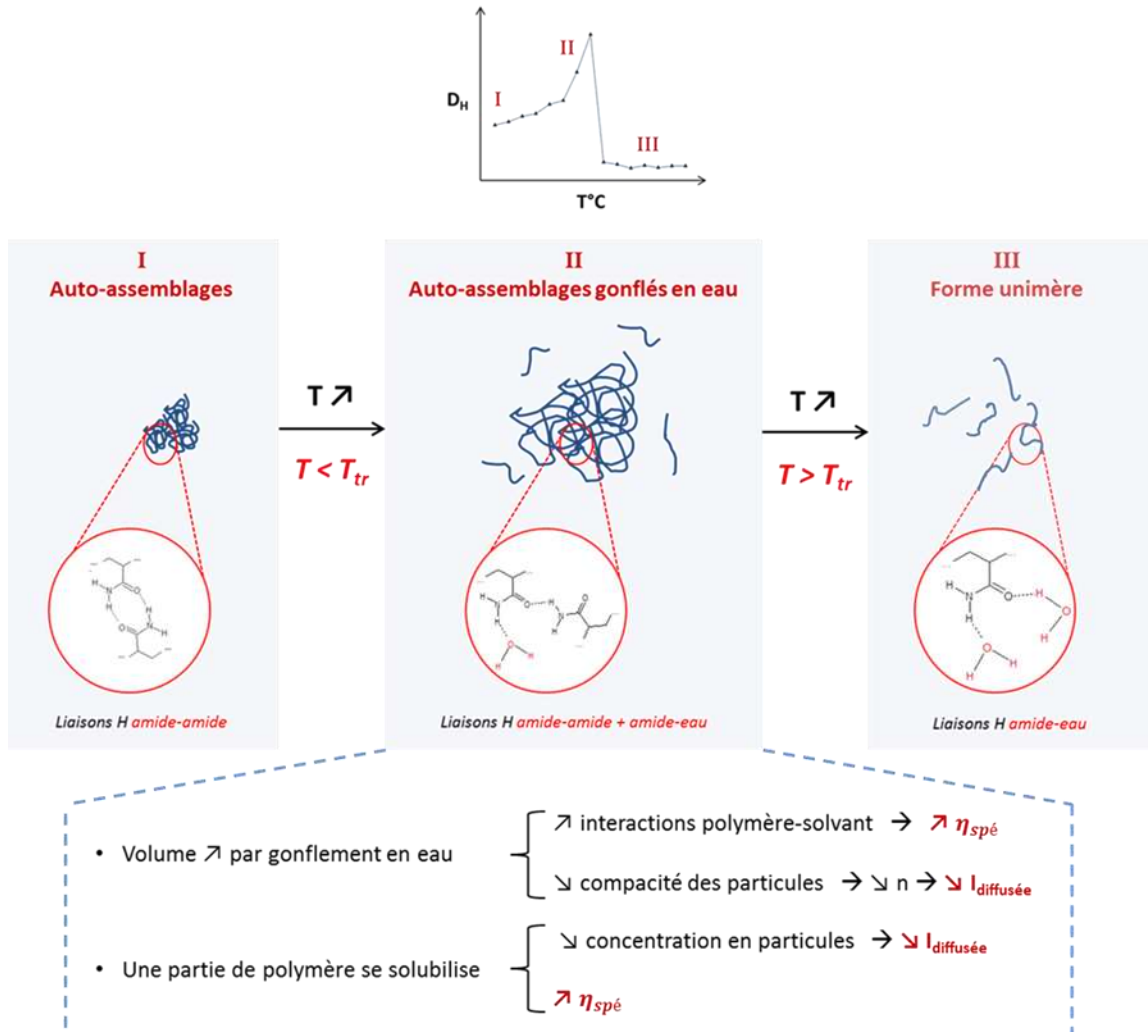 II
I
D_H
III
T°C
I
Auto-assemblages
II
Auto-assemblages gonflés en eau
III
Forme unimère
T ↗
T < T_tr
T ↗
T > T_tr
H N O H
H N H
O
N O H N O
H H H
O
H H
N O H
H H O
O H
H H
Liaisons H amide-amide
Liaisons H amide-amide + amide-eau
Liaisons H amide-eau
• Volume ↗ par gonflement en eau
↗ interactions polymère-solvant → ↗ η_spé
↘ compacité des particules → ↘ n → ↘ I_diffusée
• Une partie de polymère se solubilise
↘ concentration en particules → ↘ I_diffusée
↗ η_spé